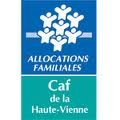 ALLOCATIONS
FAMILIALES
Caf
de la
Haute-Vienne